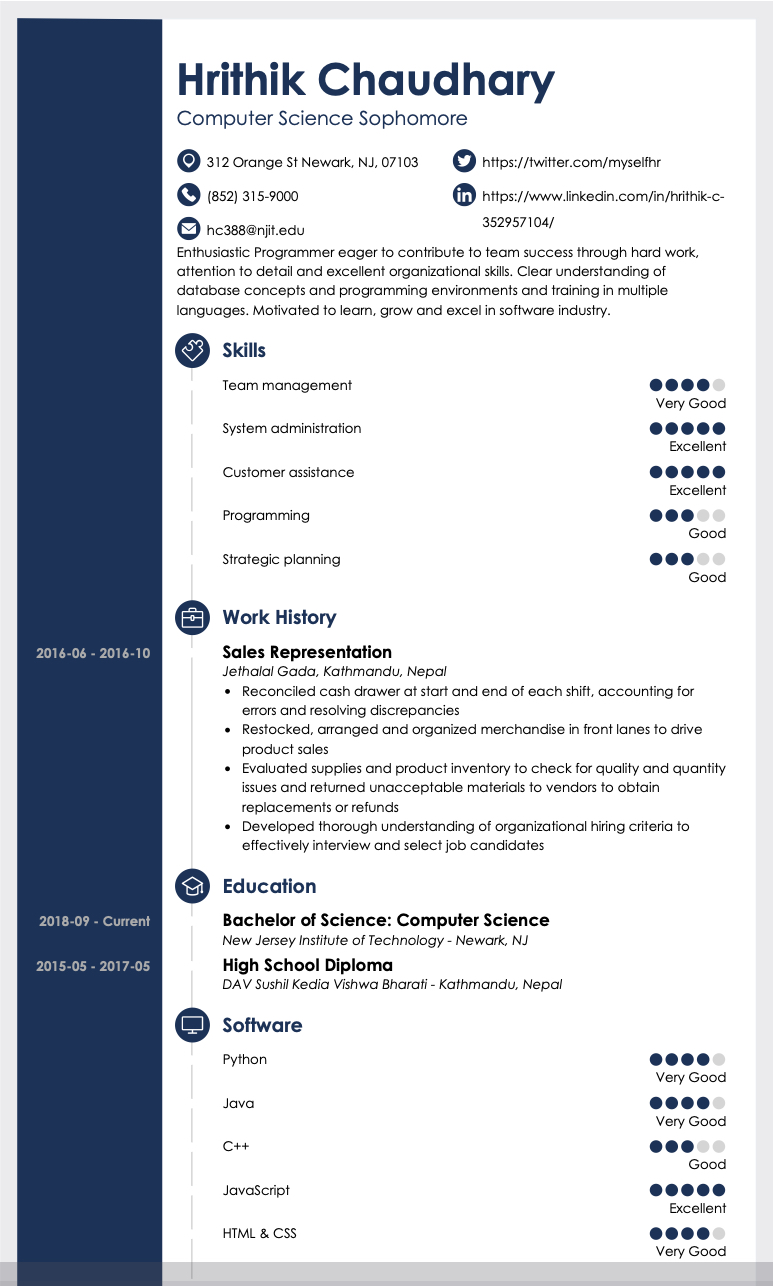 Hrithik Chaudhary
Computer Science Sophomore
312 Orange St Newark, NJ, 07103
(852) 315-9000
hc388@njit.edu
https://twitter.com/myselfhr
https://www.linkedin.com/in/hrithik-c-
352957104/
Enthusiastic Programmer eager to contribute to team success through hard work,
attention to detail and excellent organizational skills. Clear understanding of
database concepts and programming environments and training in multiple
languages. Motivated to learn, grow and excel in software industry.
Skills
Team management
Very Good
System administration
Excellent
Customer assistance
Excellent
Programming
Good
Strategic planning
Good
Work History
2016-06 - 2016-10
Sales Representation
Jethalal Gada, Kathmandu, Nepal
• Reconciled cash drawer at start and end of each shift, accounting for
errors and resolving discrepancies
• Restocked, arranged and organized merchandise in front lanes to drive
product sales
• Evaluated supplies and product inventory to check for quality and quantity
issues and returned unacceptable materials to vendors to obtain
replacements or refunds
• Developed thorough understanding of organizational hiring criteria to
effectively interview and select job candidates
Education
2018-09 - Current
Bachelor of Science: Computer Science
New Jersey Institute of Technology - Newark, NJ
2015-05 - 2017-05
High School Diploma
DAV Sushil Kedia Vishwa Bharati - Kathmandu, Nepal
Software
Python
Very Good
Java
Very Good
C++
Good
JavaScript
Excellent
HTML & CSS
Very Good